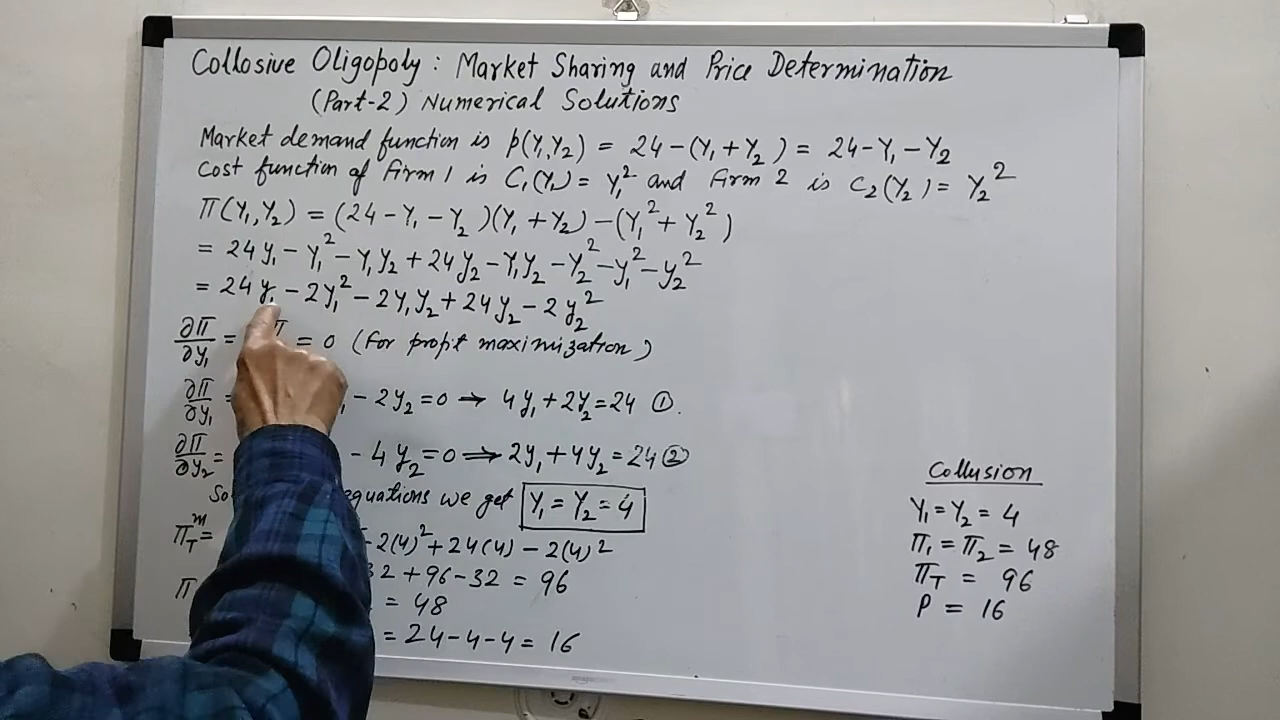 Collosive Oligopoly : Market Sharing and Price Determination
(Part-2) Numerical Solutions
Market demand function is p(Y₁,Y₂) = 24-(Y₁+Y₂) = 24-Y₁-Y₂
Cost function of firm 1 is C₁(Y₁) = Y₁² and firm 2 is C₂(Y₂) = Y₂²
π(Y₁,Y₂) = (24-Y₁-Y₂)(Y₁+Y₂)-(Y₁²+Y₂²)
= 24y₁-Y₁²-Y₁Y₂+24y₂-Y₁Y₂-Y₂²-y₁²-y₂²
= 24y₁-2y₁²-2Y₁Y₂+24y₂-2y₂²
∂π/∂y₁ = π = 0 (For profit maximization)
∂π/∂y₁ = - 2y₂=0 → 4y₁+2y₂=24 ①.
∂π/∂y₂ = - 4y₂=0 ⟹ 2y₁+4y₂=24 ②
So equations we get Y₁=Y₂=4
π_T^m = -2(4)²+24(4)-2(4)²
32+96-32 = 96
π = 48
= 24-4-4 = 16
Collusion
Y₁=Y₂ = 4
π₁=π₂ = 48
π_T = 96
P = 16